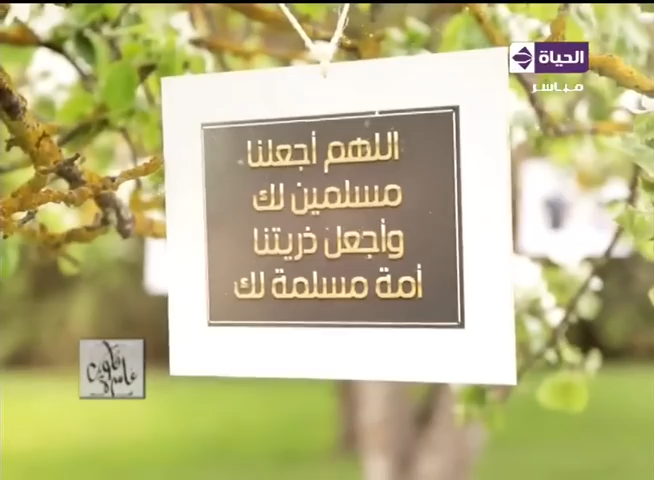 الحياة
مباشر
اللهم أجعلنا
مسلمين لك
وأجعل ذريتنا
أمة مسلمة لك